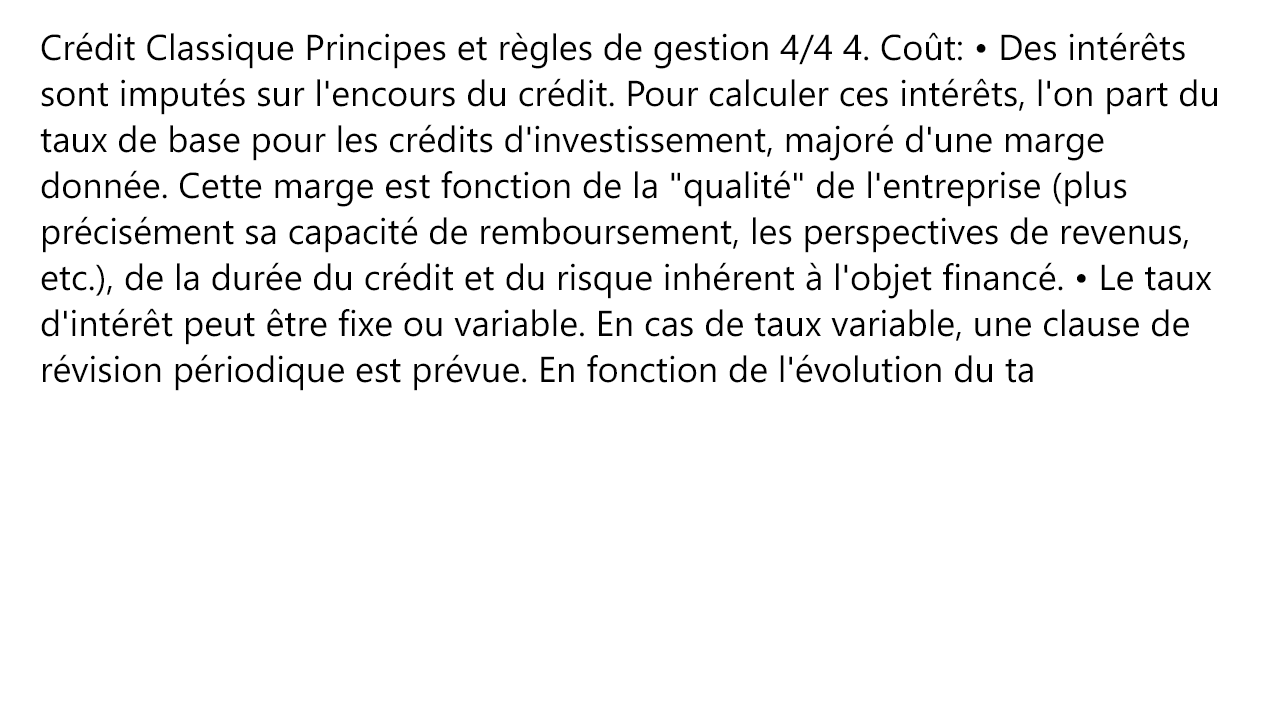 Crédit Classique Principes et règles de gestion 4/4 4. Coût: • Des intérêts
sont imputés sur l'encours du crédit. Pour calculer ces intérêts, l'on part du
taux de base pour les crédits d'investissement, majoré d'une marge
donnée. Cette marge est fonction de la "qualité" de l'entreprise (plus
précisément sa capacité de remboursement, les perspectives de revenus,
etc.), de la durée du crédit et du risque inhérent à l'objet financé. • Le taux
d'intérêt peut être fixe ou variable. En cas de taux variable, une clause de
révision périodique est prévue. En fonction de l'évolution du ta